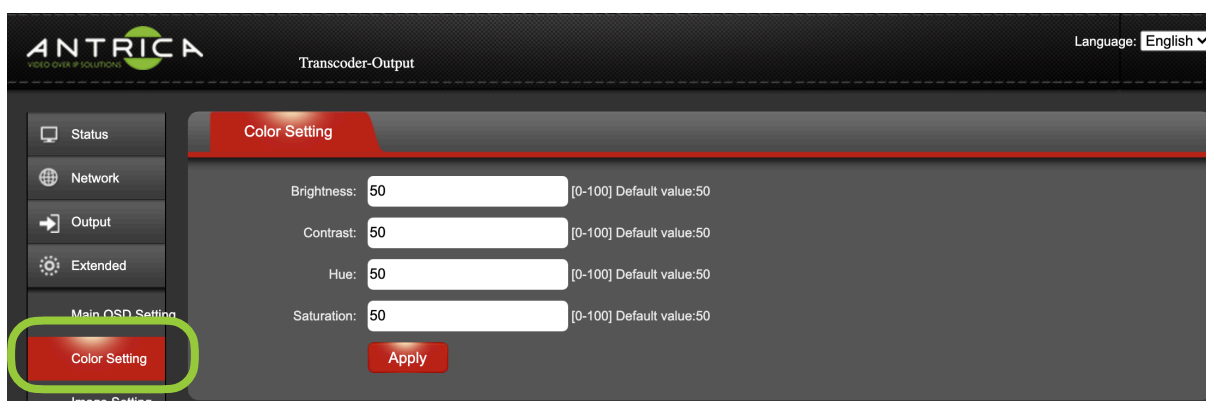 ANTRICA
VIDEO OVER IP SOLUTIONS
Transcoder-Output
Language: English
Status
Network
Output
Extended
Main OSD Setting
Color Setting
Image Setting
Color Setting
Brightness: 50 [0-100] Default value:50
Contrast: 50 [0-100] Default value:50
Hue: 50 [0-100] Default value:50
Saturation: 50 [0-100] Default value:50
Apply